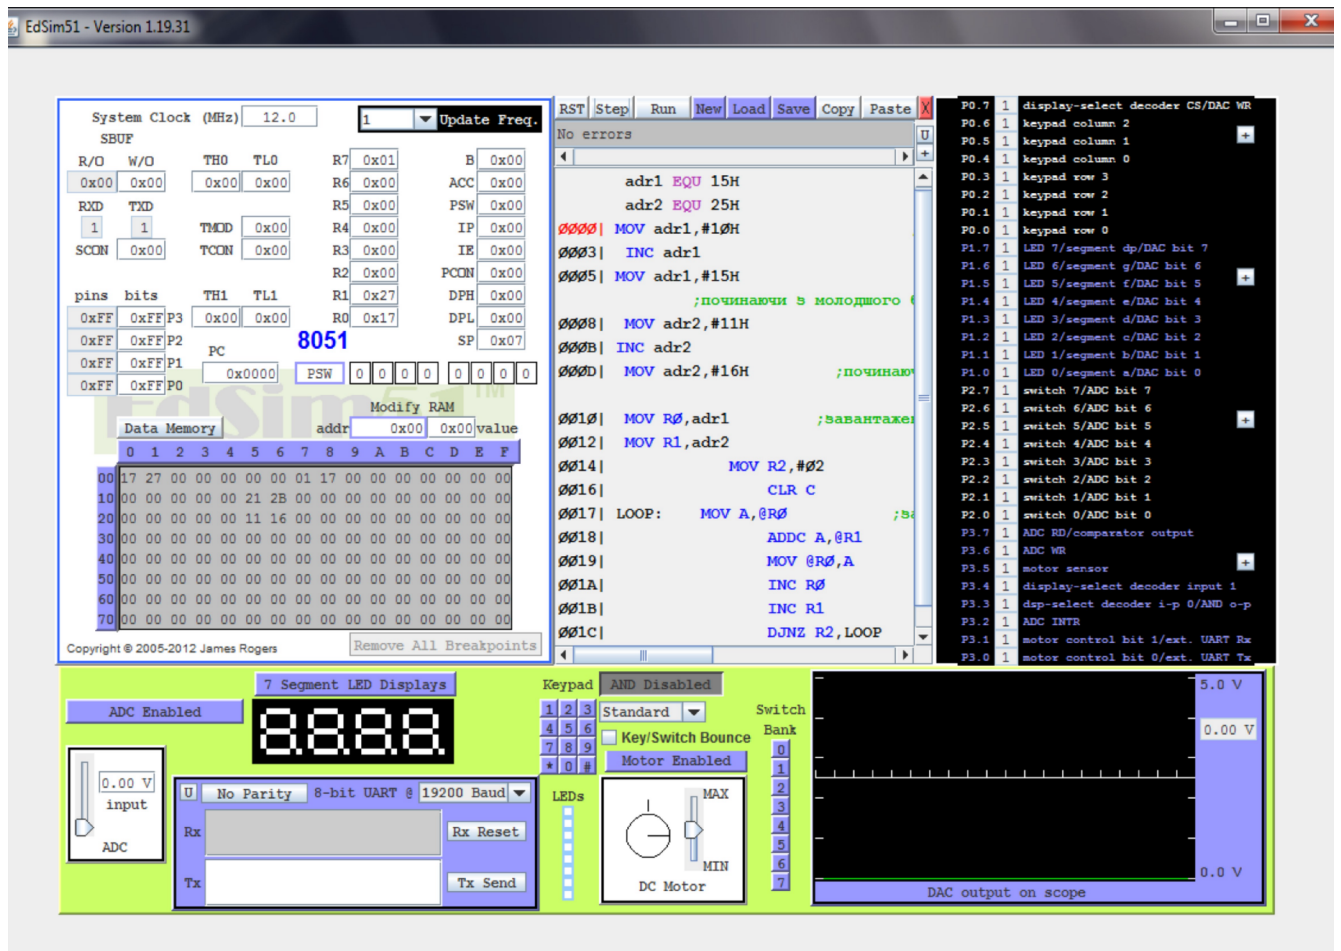 EdSim51 - Version 1.19.31
System Clock (MHz) 12.0 1 Update Freq.
SBUF
R/O W/O TH0 TL0 R7 0x01 B 0x00
0x00 0x00 0x00 0x00 R6 0x00 ACC 0x00
RXD TXD R5 0x00 PSW 0x00
1 1 TMOD 0x00 R4 0x00 IP 0x00
SCON 0x00 TCON 0x00 R3 0x00 IE 0x00
R2 0x00 PCON 0x00
pins bits TH1 TL1 R1 0x27 DPH 0x00
0xFF 0xFF P3 0x00 0x00 R0 0x17 DPL 0x00
0xFF 0xFF P2 8051 SP 0x07
0xFF 0xFF P1 PC
0xFF 0xFF P0 0x0000 PSW 0 0 0 0 0 0 0 0
EdSim51 TM
Modify RAM
Data Memory addr 0x00 0x00 value
0 1 2 3 4 5 6 7 8 9 A B C D E F
00 17 27 00 00 00 00 00 01 17 00 00 00 00 00 00 00
10 00 00 00 00 00 21 2B 00 00 00 00 00 00 00 00 00
20 00 00 00 00 00 11 16 00 00 00 00 00 00 00 00 00
30 00 00 00 00 00 00 00 00 00 00 00 00 00 00 00 00
40 00 00 00 00 00 00 00 00 00 00 00 00 00 00 00 00
50 00 00 00 00 00 00 00 00 00 00 00 00 00 00 00 00
60 00 00 00 00 00 00 00 00 00 00 00 00 00 00 00 00
70 00 00 00 00 00 00 00 00 00 00 00 00 00 00 00 00
Copyright © 2005-2012 James Rogers Remove All Breakpoints
RST Step Run New Load Save Copy Paste X
No errors U
+
adr1 EQU 15H
adr2 EQU 25H
0000| MOV adr1,#10H
0003| INC adr1
0005| MOV adr1,#15H
;починаючи з молодшого
0008| MOV adr2,#11H
000B| INC adr2
000D| MOV adr2,#16H ;починаю
0010| MOV R0,adr1 ;завантаже
0012| MOV R1,adr2
0014| MOV R2,#02
0016| CLR C
0017| LOOP: MOV A,@R0 ;за
0018| ADDC A,@R1
0019| MOV @R0,A
001A| INC R0
001B| INC R1
001C| DJNZ R2,LOOP
P0.7 1 display-select decoder CS/DAC WR
P0.6 1 keypad column 2
P0.5 1 keypad column 1
P0.4 1 keypad column 0
P0.3 1 keypad row 3
P0.2 1 keypad row 2
P0.1 1 keypad row 1
P0.0 1 keypad row 0
P1.7 1 LED 7/segment dp/DAC bit 7
P1.6 1 LED 6/segment g/DAC bit 6
P1.5 1 LED 5/segment f/DAC bit 5
P1.4 1 LED 4/segment e/DAC bit 4
P1.3 1 LED 3/segment d/DAC bit 3
P1.2 1 LED 2/segment c/DAC bit 2
P1.1 1 LED 1/segment b/DAC bit 1
P1.0 1 LED 0/segment a/DAC bit 0
P2.7 1 switch 7/ADC bit 7
P2.6 1 switch 6/ADC bit 6
P2.5 1 switch 5/ADC bit 5
P2.4 1 switch 4/ADC bit 4
P2.3 1 switch 3/ADC bit 3
P2.2 1 switch 2/ADC bit 2
P2.1 1 switch 1/ADC bit 1
P2.0 1 switch 0/ADC bit 0
P3.7 1 ADC RD/comparator output
P3.6 1 ADC WR
P3.5 1 motor sensor
P3.4 1 display-select decoder input 1
P3.3 1 dsp-select decoder i-p 0/AND o-p
P3.2 1 ADC INTR
P3.1 1 motor control bit 1/ext. UART Rx
P3.0 1 motor control bit 0/ext. UART Tx
7 Segment LED Displays
ADC Enabled
8.8.8.8.
0.00 V
input
ADC
U No Parity 8-bit UART @ 19200 Baud
Rx Rx Reset
Tx Tx Send
Keypad AND Disabled
1 2 3 Standard
4 5 6 Key/Switch Bounce
7 8 9
* 0 # Motor Enabled
LEDs
MAX
MIN
DC Motor
Switch
Bank
0
1
2
3
4
5
6
7
5.0 V
0.00 V
0.0 V
DAC output on scope